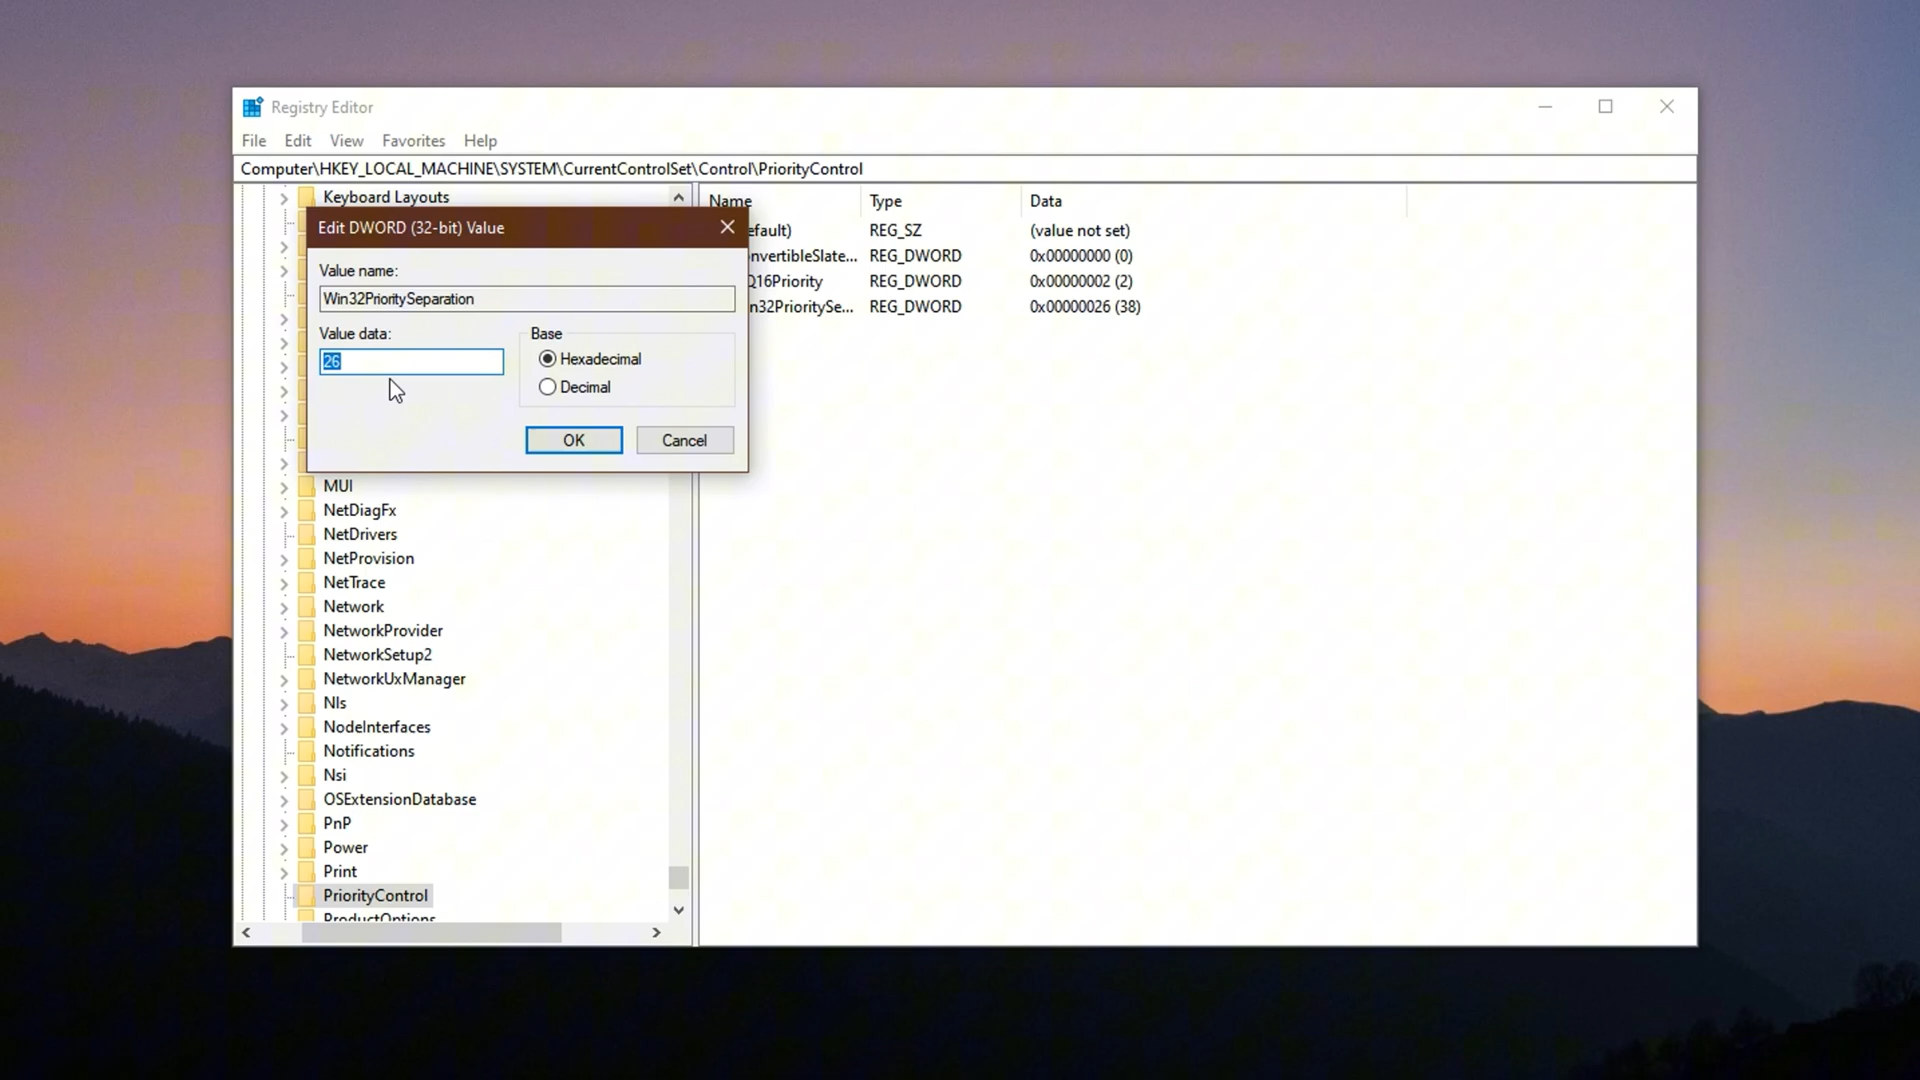 Registry Editor
File Edit View Favorites Help
Computer\HKEY_LOCAL_MACHINE\SYSTEM\CurrentControlSet\Control\PriorityControl
Keyboard Layouts
Name Type Data
Edit DWORD (32-bit) Value
Value name:
Win32PrioritySeparation
Value data:
26
Base
Hexadecimal
Decimal
OK Cancel
efault) REG_SZ (value not set)
nvertibleSlate... REG_DWORD 0x00000000 (0)
Q16Priority REG_DWORD 0x00000002 (2)
n32PrioritySe... REG_DWORD 0x00000026 (38)
MUI
NetDiagFx
NetDrivers
NetProvision
NetTrace
Network
NetworkProvider
NetworkSetup2
NetworkUxManager
Nls
NodeInterfaces
Notifications
Nsi
OSExtensionDatabase
PnP
Power
Print
PriorityControl
ProductOptions